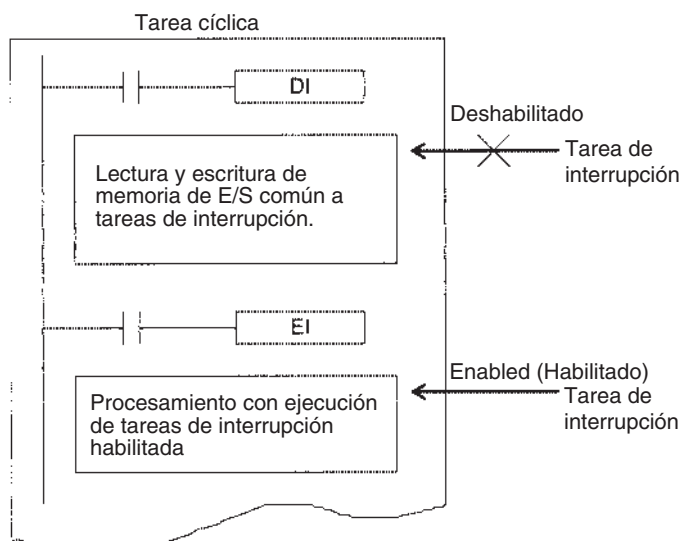 Tarea cíclica
DI
Deshabilitado
Tarea de
interrupción
Lectura y escritura de
memoria de E/S común a
tareas de interrupción.
EI
Enabled (Habilitado)
Tarea de
interrupción
Procesamiento con ejecución
de tareas de interrupción
habilitada